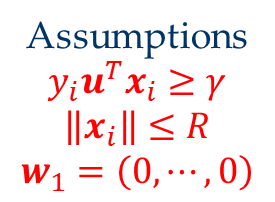 Assumptions
yᵢuᵀxᵢ ≥ γ
‖xᵢ‖ ≤ R
w₁ = (0, ⋯, 0)